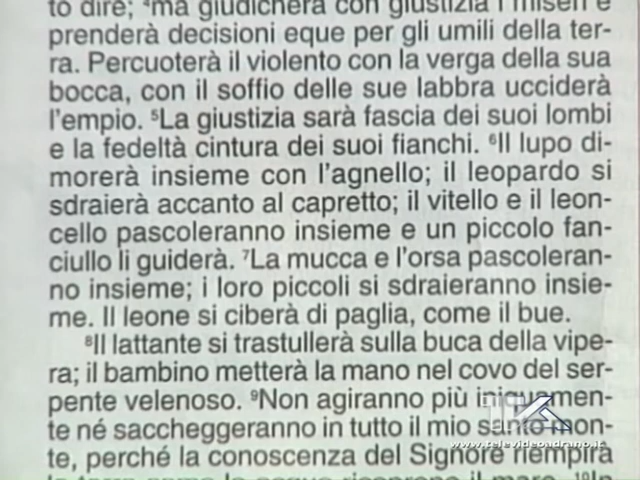 to dire; ⁴ma giudicherà con giustizia i miseri e
prenderà decisioni eque per gli umili della ter-
ra. Percuoterà il violento con la verga della sua
bocca, con il soffio delle sue labbra ucciderà
l'empio. ⁵La giustizia sarà fascia dei suoi lombi
e la fedeltà cintura dei suoi fianchi. ⁶Il lupo di-
morerà insieme con l'agnello; il leopardo si
sdraierà accanto al capretto; il vitello e il leon-
cello pascoleranno insieme e un piccolo fan-
ciullo li guiderà. ⁷La mucca e l'orsa pascoleran-
no insieme; i loro piccoli si sdraieranno insie-
me. Il leone si ciberà di paglia, come il bue.
⁸Il lattante si trastullerà sulla buca della vipe-
ra; il bambino metterà la mano nel covo del ser-
pente velenoso. ⁹Non agiranno più iniquamen-
te né saccheggeranno in tutto il mio santo mon-
te, perché la conoscenza del Signore riempirà
www.televideoadrano.it